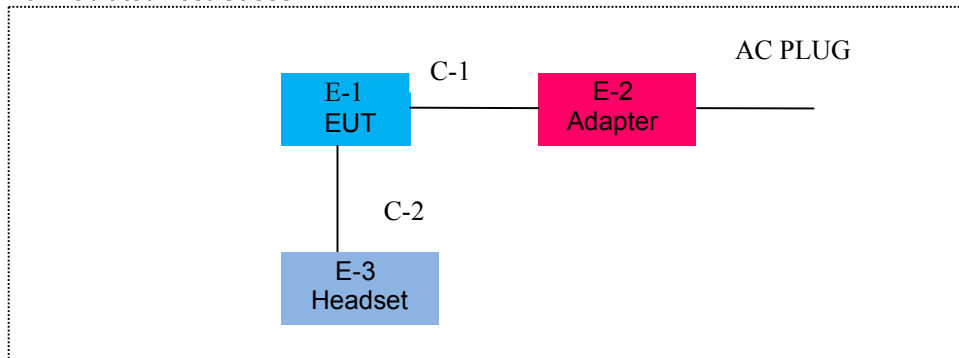 AC PLUG
C-1
E-1
EUT
E-2
Adapter
C-2
E-3
Headset